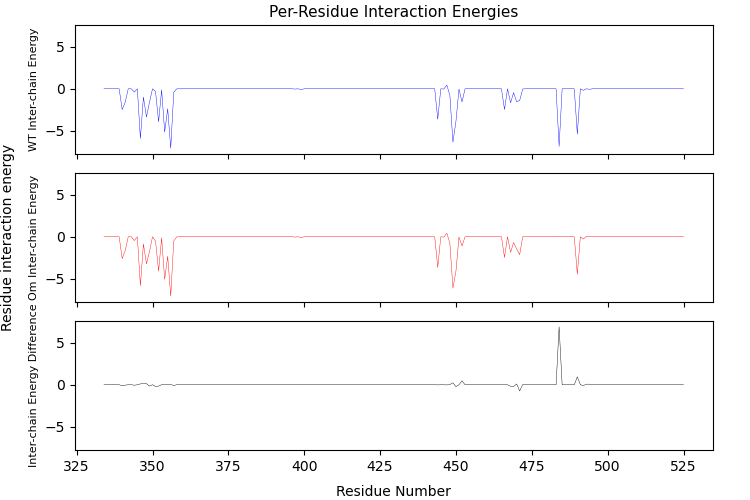 Per-Residue Interaction Energies
WT Inter-chain Energy
5
0
−5
Residue interaction energy
Om Inter-chain Energy
5
0
−5
Inter-chain Energy Difference
5
0
−5
325 350 375 400 425 450 475 500 525
Residue Number